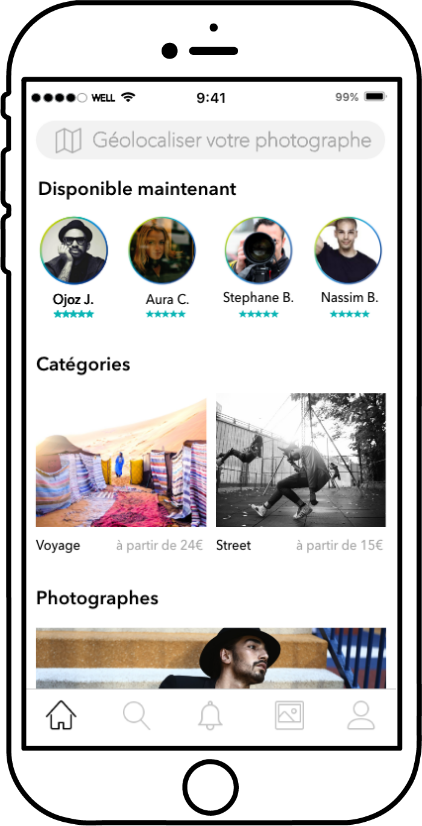 WELL 9:41 99%
Géolocaliser votre photographe
Disponible maintenant
Ojoz J. Aura C. Stephane B. Nassim B.
Catégories
Voyage à partir de 24€ Street à partir de 15€
Photographes